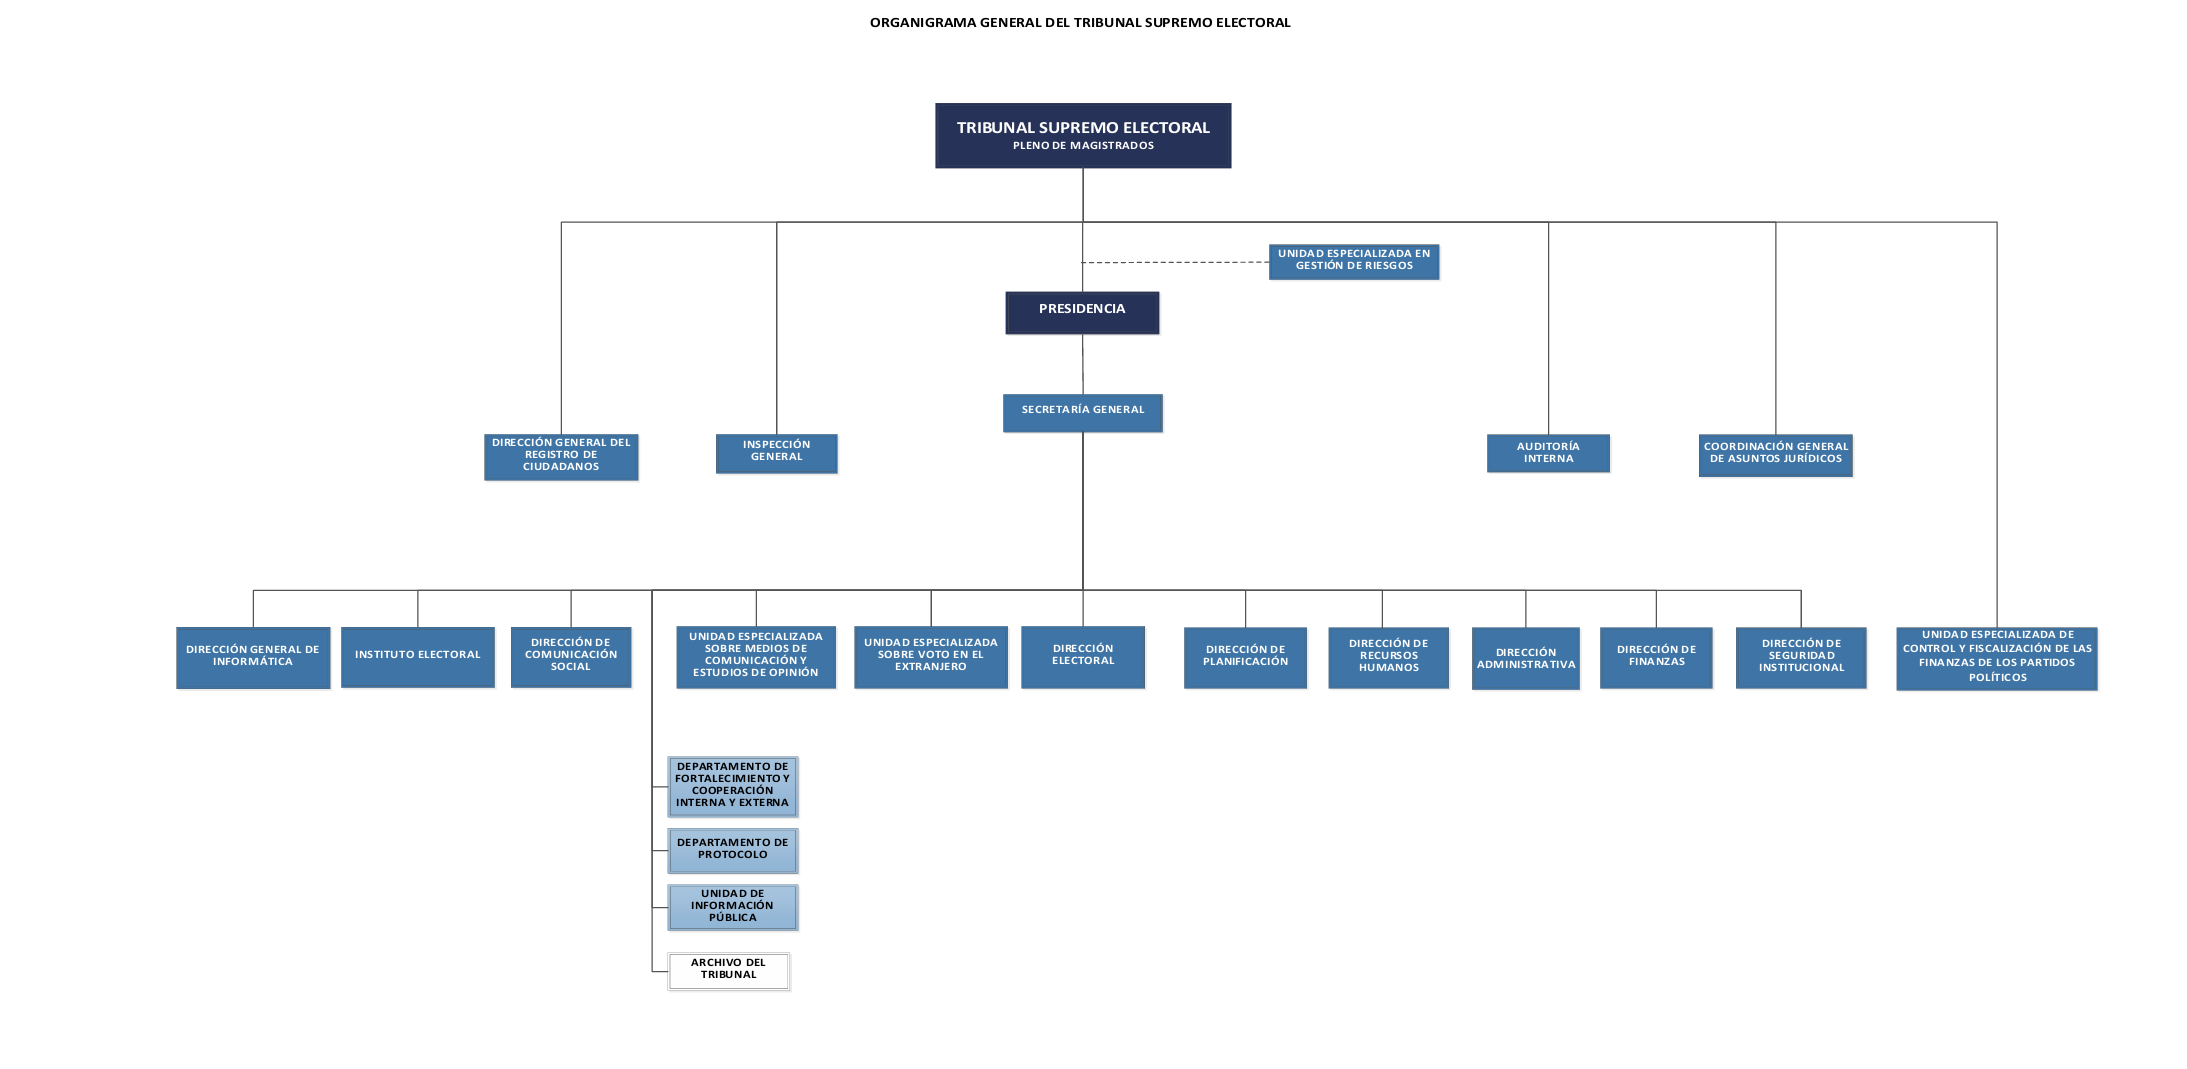 ORGANIGRAMA GENERAL DEL TRIBUNAL SUPREMO ELECTORAL
TRIBUNAL SUPREMO ELECTORAL
PLENO DE MAGISTRADOS
UNIDAD ESPECIALIZADA EN
GESTIÓN DE RIESGOS
PRESIDENCIA
SECRETARÍA GENERAL
DIRECCIÓN GENERAL DEL
REGISTRO DE
CIUDADANOS
INSPECCIÓN
GENERAL
AUDITORÍA
INTERNA
COORDINACIÓN GENERAL
DE ASUNTOS JURÍDICOS
DIRECCIÓN GENERAL DE
INFORMÁTICA
INSTITUTO ELECTORAL
DIRECCIÓN DE
COMUNICACIÓN
SOCIAL
UNIDAD ESPECIALIZADA
SOBRE MEDIOS DE
COMUNICACIÓN Y
ESTUDIOS DE OPINIÓN
UNIDAD ESPECIALIZADA
SOBRE VOTO EN EL
EXTRANJERO
DIRECCIÓN
ELECTORAL
DIRECCIÓN DE
PLANIFICACIÓN
DIRECCIÓN DE
RECURSOS
HUMANOS
DIRECCIÓN
ADMINISTRATIVA
DIRECCIÓN DE
FINANZAS
DIRECCIÓN DE
SEGURIDAD
INSTITUCIONAL
UNIDAD ESPECIALIZADA DE
CONTROL Y FISCALIZACIÓN DE LAS
FINANZAS DE LOS PARTIDOS
POLÍTICOS
DEPARTAMENTO DE
FORTALECIMIENTO Y
COOPERACIÓN
INTERNA Y EXTERNA
DEPARTAMENTO DE
PROTOCOLO
UNIDAD DE
INFORMACIÓN
PÚBLICA
ARCHIVO DEL
TRIBUNAL